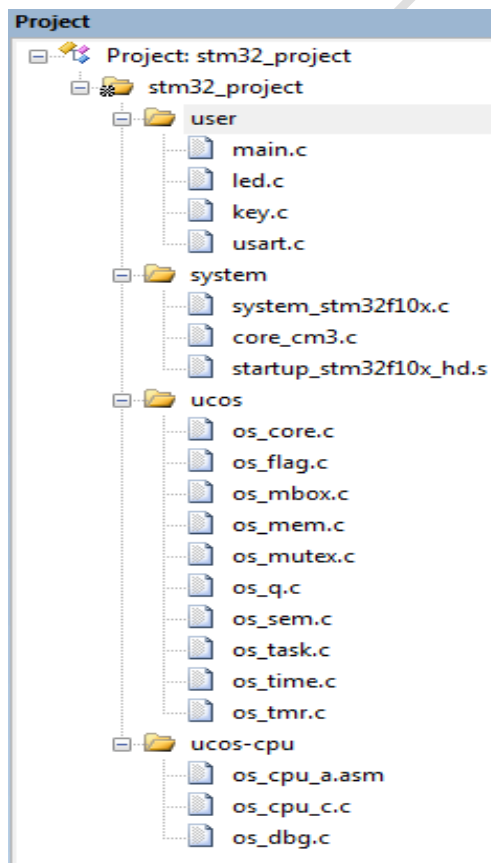 Project
Project: stm32_project
stm32_project
user
main.c
led.c
key.c
usart.c
system
system_stm32f10x.c
core_cm3.c
startup_stm32f10x_hd.s
ucos
os_core.c
os_flag.c
os_mbox.c
os_mem.c
os_mutex.c
os_q.c
os_sem.c
os_task.c
os_time.c
os_tmr.c
ucos-cpu
os_cpu_a.asm
os_cpu_c.c
os_dbg.c